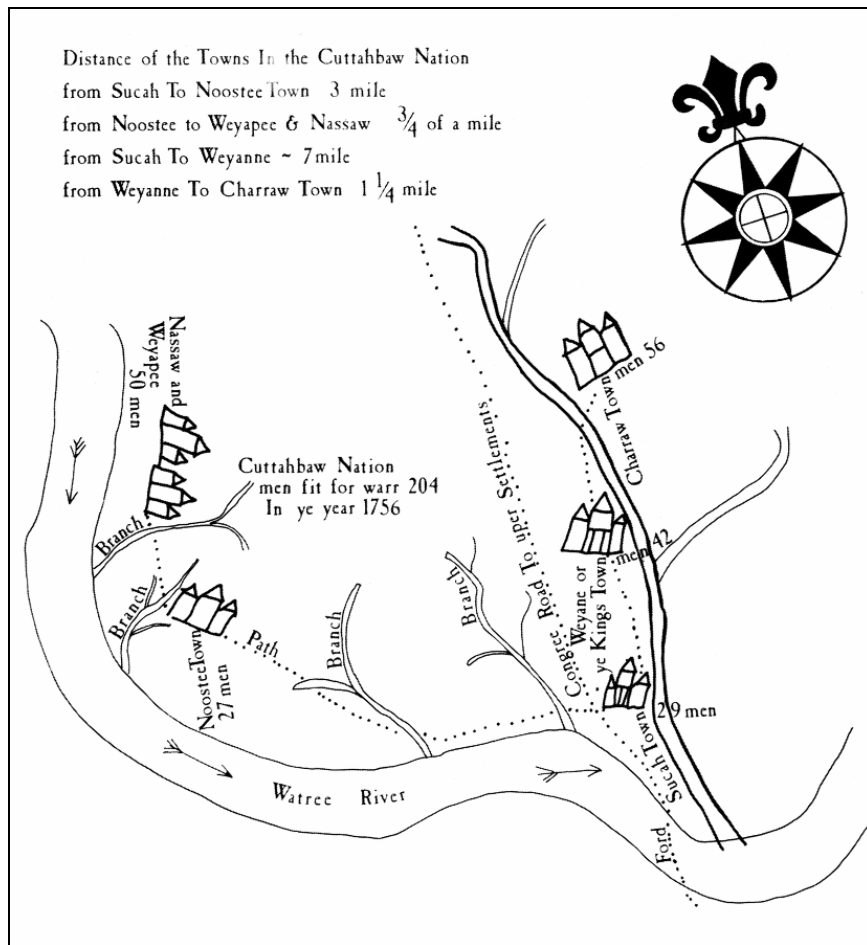 Distance of the Towns In the Cuttahbaw Nation
from Sucah To Noostee Town 3 mile
from Noostee to Weyapee & Nassaw 3/4 of a mile
from Sucah To Weyanne ~ 7 mile
from Weyanne To Charraw Town 1 1/4 mile
Nassaw and
Weyapee
50 men
Cuttahbaw Nation
men fit for warr 204
In ye year 1756
Charraw Town
men 56
Congree Road To uper Settlements
Weyane or
ye Kings Town
men 42
Branch
Branch
Branch
Branch
Path
Noostee Town
27 men
Sucah Town
29 men
Watree River
Ford